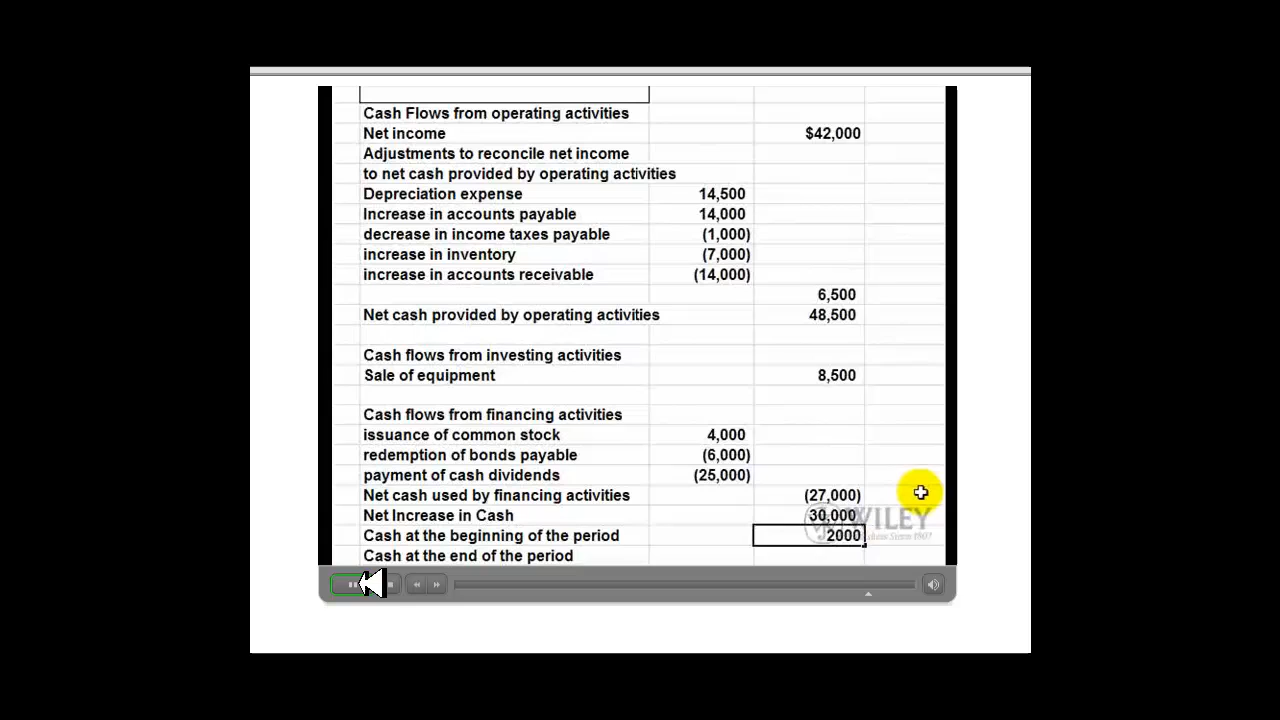 Cash Flows from operating activities
Net income $42,000
Adjustments to reconcile net income
to net cash provided by operating activities
Depreciation expense 14,500
Increase in accounts payable 14,000
decrease in income taxes payable (1,000)
increase in inventory (7,000)
increase in accounts receivable (14,000)
6,500
Net cash provided by operating activities 48,500
Cash flows from investing activities
Sale of equipment 8,500
Cash flows from financing activities
issuance of common stock 4,000
redemption of bonds payable (6,000)
payment of cash dividends (25,000)
Net cash used by financing activities (27,000)
Net Increase in Cash 30,000
WILEY
Cash at the beginning of the period 2000
Since 1807
Cash at the end of the period